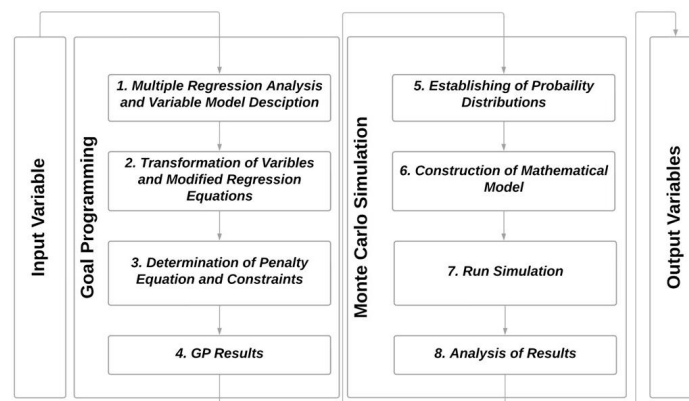 Input Variable
Goal Programming
1. Multiple Regression Analysis
and Variable Model Desciption
2. Transformation of Varibles
and Modified Regression
Equations
3. Determination of Penalty
Equation and Constraints
4. GP Results
Monte Carlo Simulation
5. Establishing of Probaility
Distributions
6. Construction of Mathematical
Model
7. Run Simulation
8. Analysis of Results
Output Variables